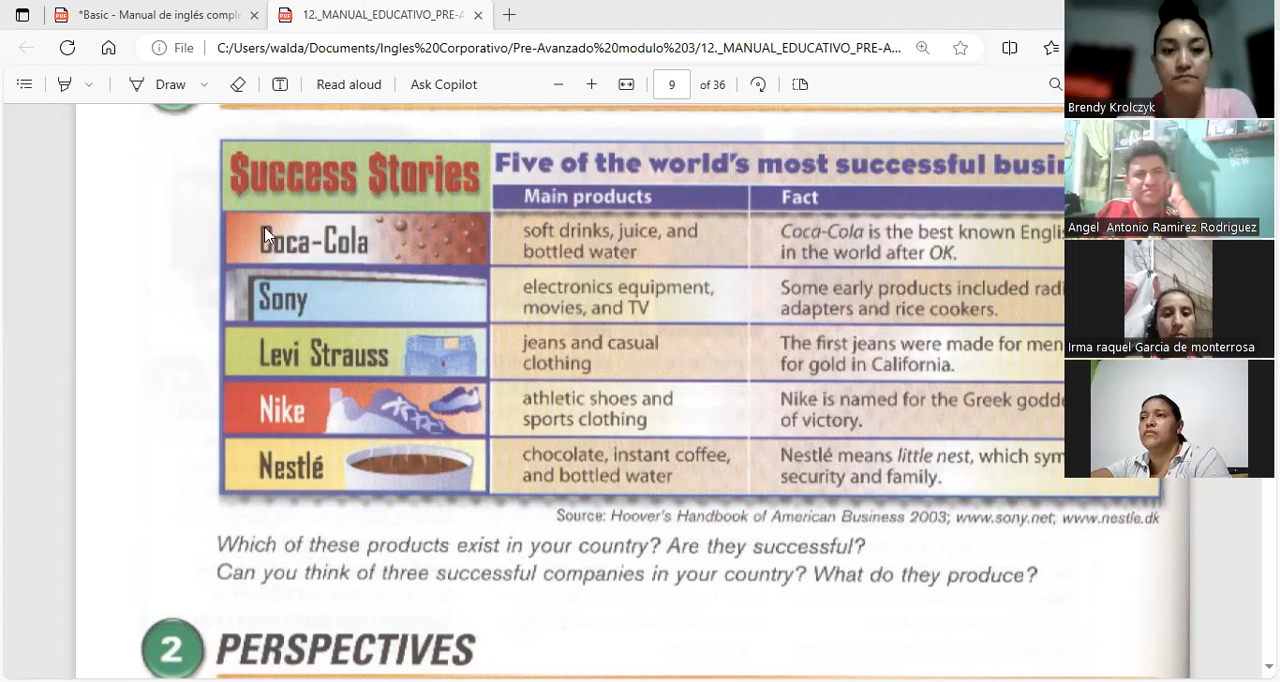 *Basic - Manual de inglés compl
12._MANUAL_EDUCATIVO_PRE-A
File
C:/Users/walda/Documents/Ingles%20Corporativo/Pre-Avanzado%20modulo%203/12._MANUAL_EDUCATIVO_PRE-A...
Draw
Read aloud
Ask Copilot
9
of 36
$uccess $tories
Five of the world's most successful busi
Main products
Fact
Coca-Cola
soft drinks, juice, and
bottled water
Coca-Cola is the best known Engli
in the world after OK.
Sony
electronics equipment,
movies, and TV
Some early products included radi
adapters and rice cookers.
Levi Strauss
jeans and casual
clothing
The first jeans were made for men
for gold in California.
Nike
athletic shoes and
sports clothing
Nike is named for the Greek godde
of victory.
Nestlé
chocolate, instant coffee,
and bottled water
Nestlé means little nest, which sym
security and family.
Source: Hoover's Handbook of American Business 2003; www.sony.net; www.nestle.dk
Which of these products exist in your country? Are they successful?
Can you think of three successful companies in your country? What do they produce?
2 PERSPECTIVES
Brendy Krolczyk
Angel Antonio Ramirez Rodriguez
Irma raquel Garcia de monterrosa